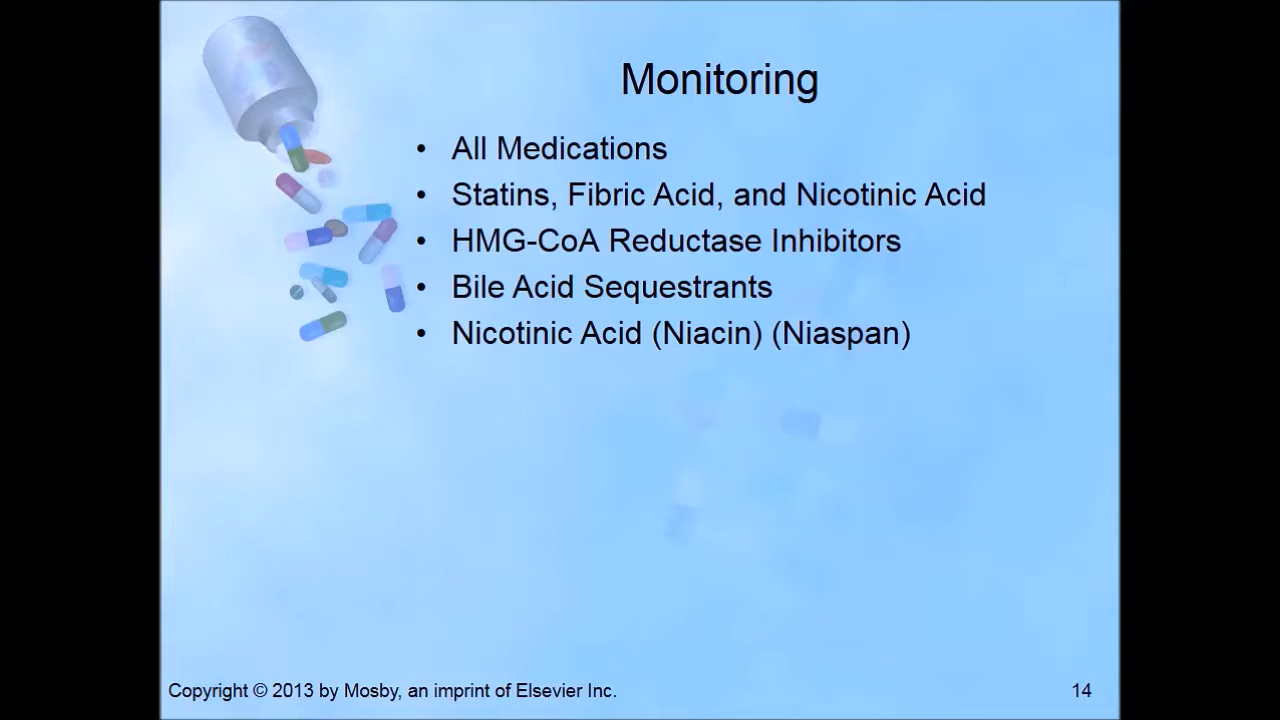 Monitoring
• All Medications
• Statins, Fibric Acid, and Nicotinic Acid
• HMG-CoA Reductase Inhibitors
• Bile Acid Sequestrants
• Nicotinic Acid (Niacin) (Niaspan)
Copyright © 2013 by Mosby, an imprint of Elsevier Inc.
14